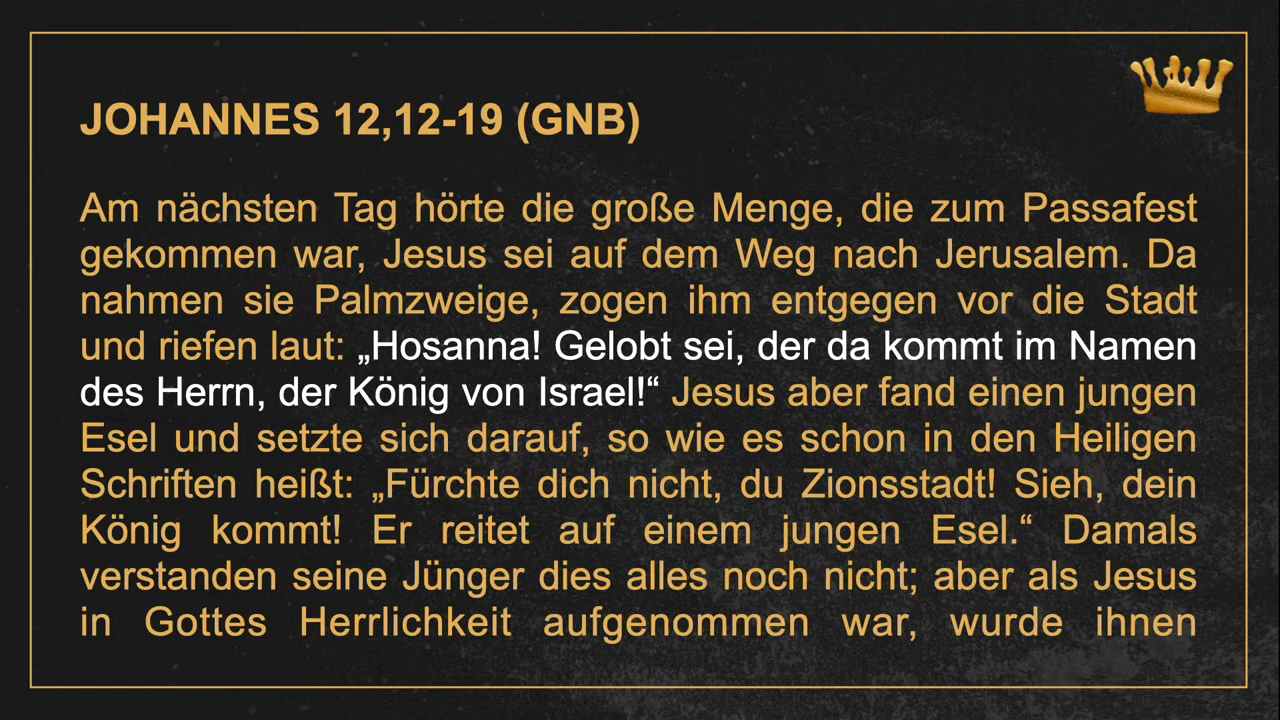 JOHANNES 12,12-19 (GNB)
Am nächsten Tag hörte die große Menge, die zum Passafest
gekommen war, Jesus sei auf dem Weg nach Jerusalem. Da
nahmen sie Palmzweige, zogen ihm entgegen vor die Stadt
und riefen laut: „Hosanna! Gelobt sei, der da kommt im Namen
des Herrn, der König von Israel!“ Jesus aber fand einen jungen
Esel und setzte sich darauf, so wie es schon in den Heiligen
Schriften heißt: „Fürchte dich nicht, du Zionsstadt! Sieh, dein
König kommt! Er reitet auf einem jungen Esel.“ Damals
verstanden seine Jünger dies alles noch nicht; aber als Jesus
in Gottes Herrlichkeit aufgenommen war, wurde ihnen